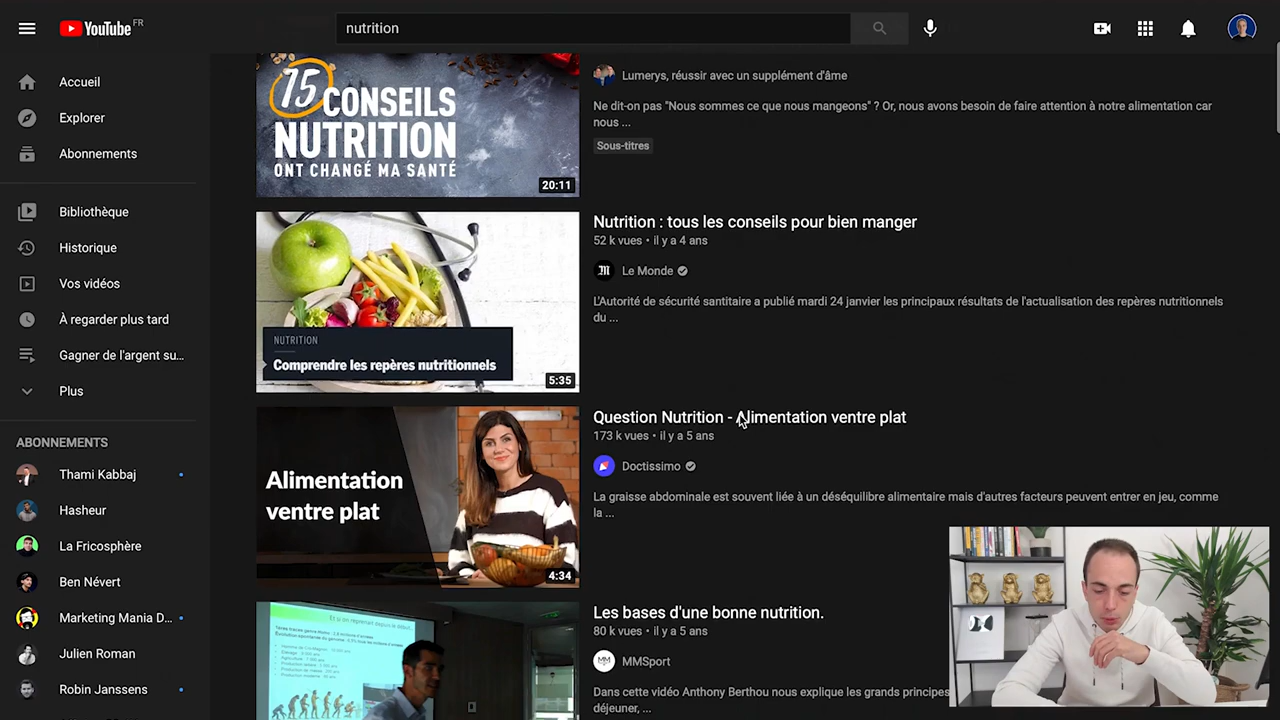 YouTube FR
nutrition
Accueil
Explorer
Abonnements
Bibliothèque
Historique
Vos vidéos
À regarder plus tard
Gagner de l'argent su...
Plus
ABONNEMENTS
Thami Kabbaj
Hasheur
La Fricosphère
Ben Névert
Marketing Mania D...
Julien Roman
Robin Janssens
15 CONSEILS
NUTRITION
ONT CHANGÉ MA SANTÉ
20:11
Lumerys, réussir avec un supplément d'âme
Ne dit-on pas "Nous sommes ce que nous mangeons" ? Or, nous avons besoin de faire attention à notre alimentation car
nous ...
Sous-titres
NUTRITION
Comprendre les repères nutritionnels
5:35
Nutrition : tous les conseils pour bien manger
52 k vues • il y a 4 ans
Le Monde
L'Autorité de sécurité santitaire a publié mardi 24 janvier les principaux résultats de l'actualisation des repères nutritionnels
du ...
Alimentation
ventre plat
4:34
Question Nutrition - Alimentation ventre plat
173 k vues • il y a 5 ans
Doctissimo
La graisse abdominale est souvent liée à un déséquilibre alimentaire mais d'autres facteurs peuvent entrer en jeu, comme
la ...
Et si on reprenait depuis le début...
Les bases d'une bonne nutrition.
80 k vues • il y a 5 ans
MMSport
Dans cette vidéo Anthony Berthou nous explique les grands principes
déjeuner, ...